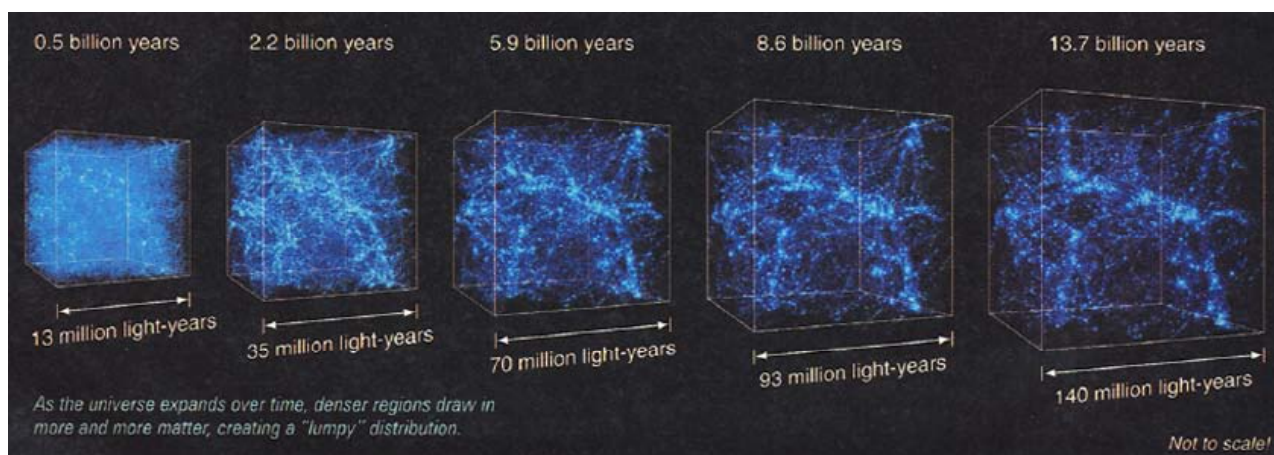 0.5 billion years
2.2 billion years
5.9 billion years
8.6 billion years
13.7 billion years
13 million light-years
35 million light-years
70 million light-years
93 million light-years
140 million light-years
As the universe expands over time, denser regions draw in
more and more matter, creating a "lumpy" distribution.
Not to scale!